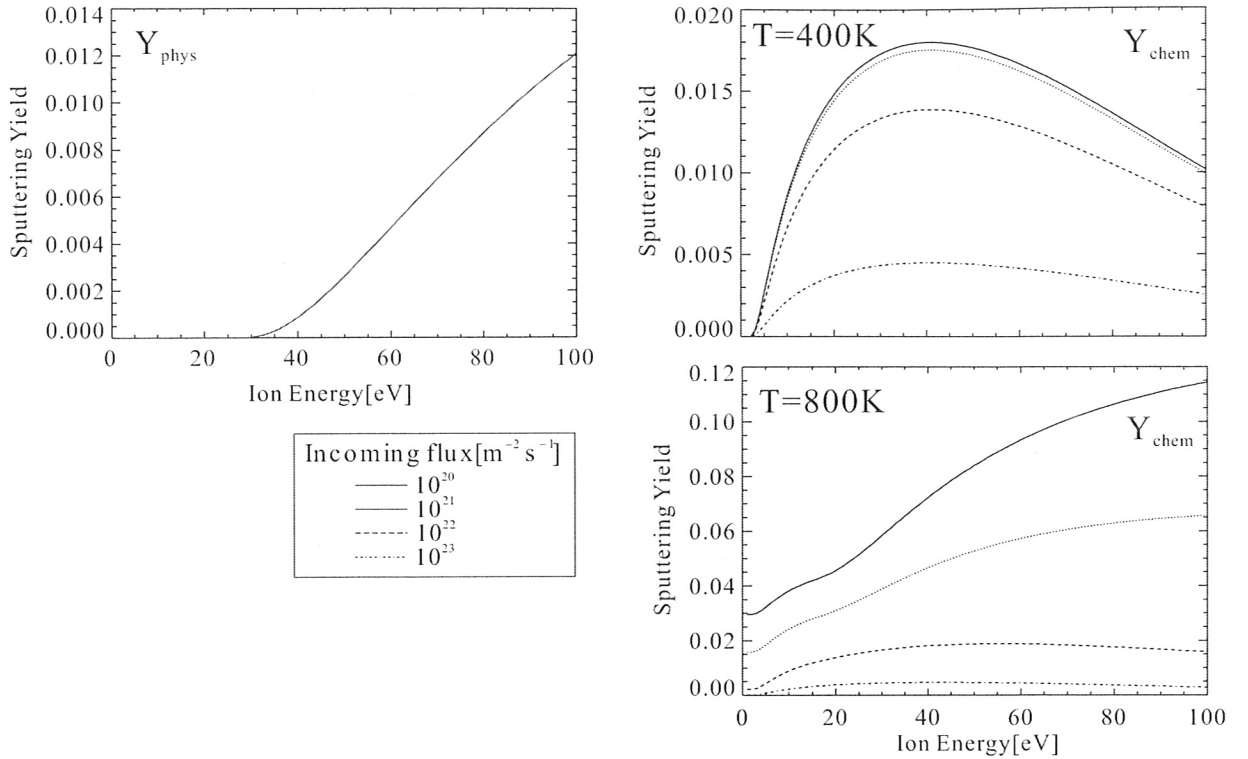 Y phys
Sputtering Yield
0.014
0.012
0.010
0.008
0.006
0.004
0.002
0.000
0 20 40 60 80 100
Ion Energy[eV]
Incoming flux[m⁻² s⁻¹]
10²⁰
10²¹
10²²
10²³
T=400K
Y chem
Sputtering Yield
0.020
0.015
0.010
0.005
0.000
T=800K
Y chem
Sputtering Yield
0.12
0.10
0.08
0.06
0.04
0.02
0.00
0 20 40 60 80 100
Ion Energy[eV]